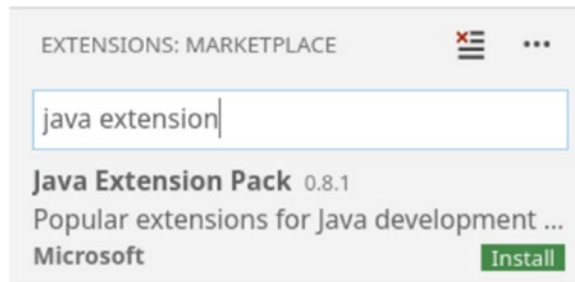 EXTENSIONS: MARKETPLACE
java extension
Java Extension Pack 0.8.1
Popular extensions for Java development ...
Microsoft Install